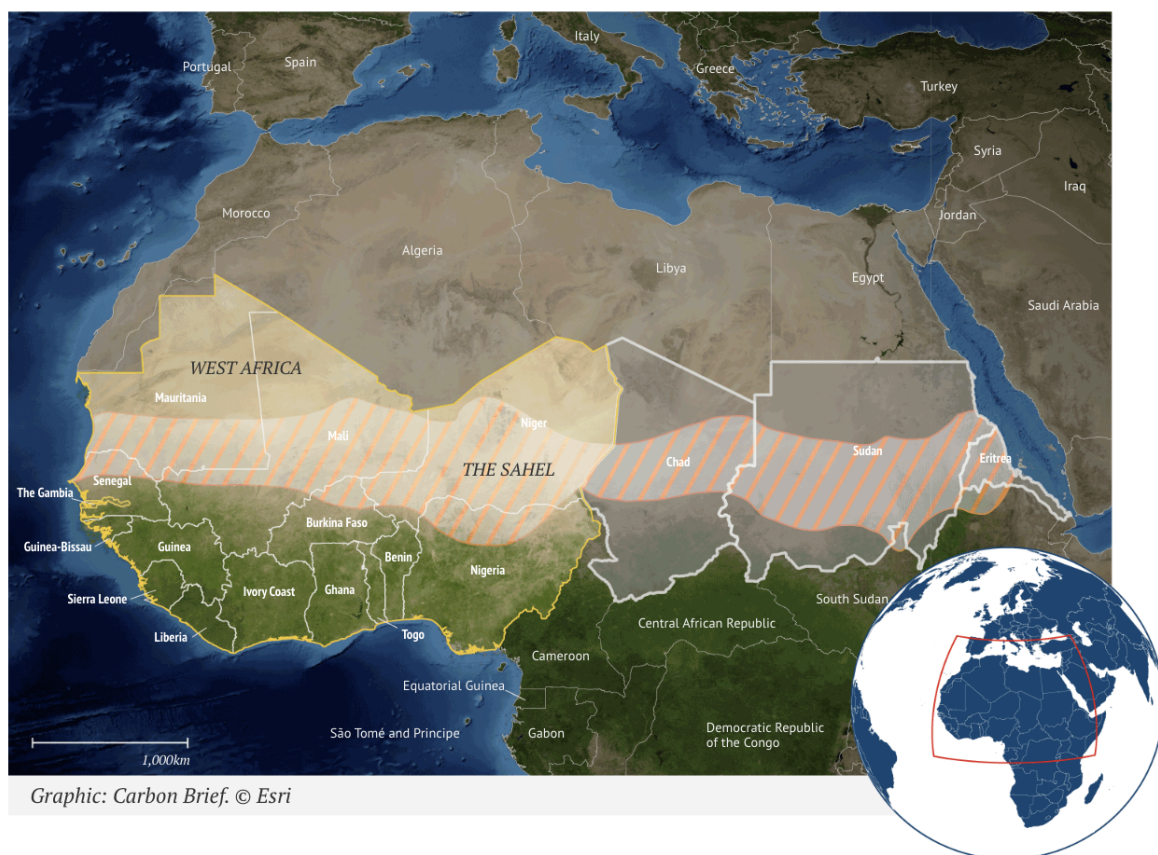 Italy
Portugal
Spain
Greece
Turkey
Syria
Iraq
Morocco
Jordan
Algeria
Libya
Egypt
Saudi Arabia
WEST AFRICA
Mauritania
Niger
Mali
Sudan
THE SAHEL
Chad
Eritrea
Senegal
The Gambia
Burkina Faso
Guinea-Bissau
Guinea
Benin
Nigeria
Ivory Coast
Ghana
Sierra Leone
South Sudan
Liberia
Togo
Central African Republic
Cameroon
Equatorial Guinea
São Tomé and Principe
Gabon
Democratic Republic
of the Congo
1,000km
Graphic: Carbon Brief. © Esri